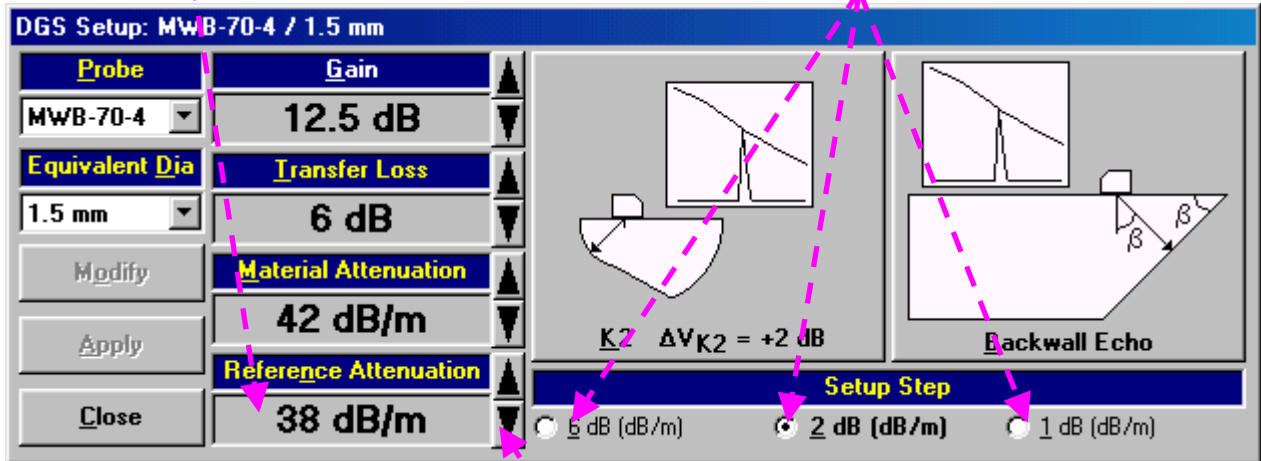 DGS Setup: MWB-70-4 / 1.5 mm
Probe
MWB-70-4
Equivalent Dia
1.5 mm
Modify
Apply
Close
Gain
12.5 dB
Transfer Loss
6 dB
Material Attenuation
42 dB/m
Reference Attenuation
38 dB/m
K2 ΔVK2 = +2 dB
β
β
Backwall Echo
Setup Step
6 dB (dB/m)
2 dB (dB/m)
1 dB (dB/m)